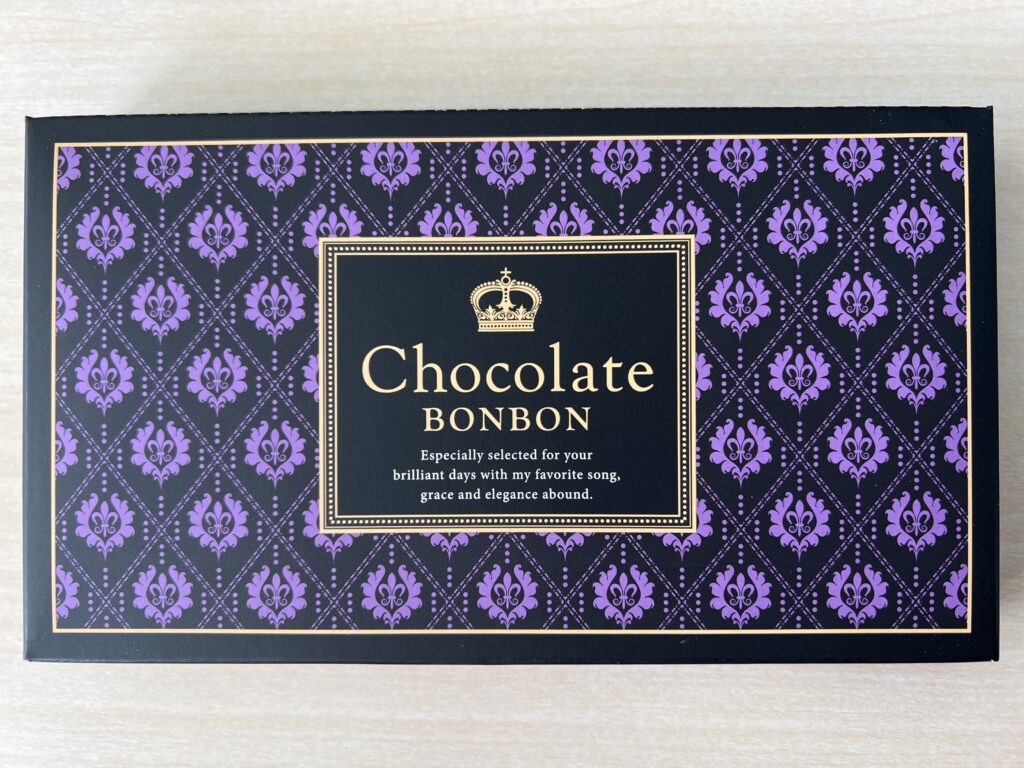 Chocolate
BONBON
Especially selected for your
brilliant days with my favorite song,
grace and elegance abound.